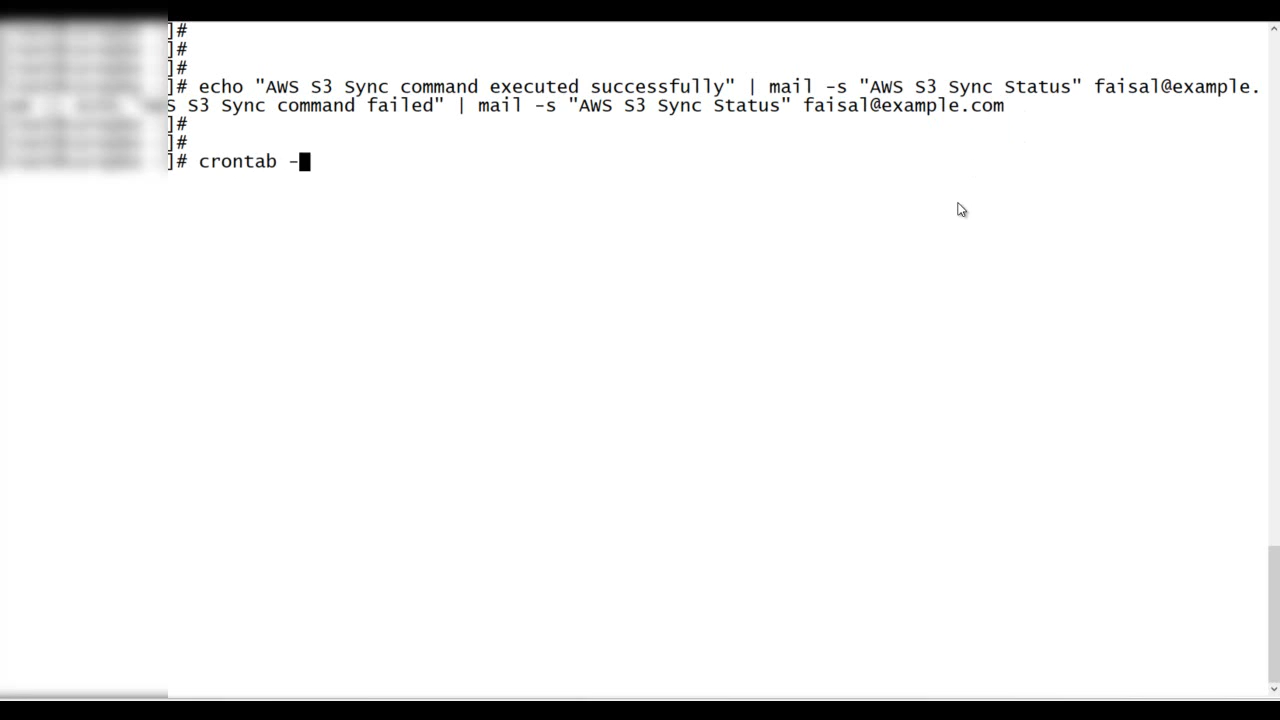 ]#
]#
]#
]# echo "AWS S3 Sync command executed successfully" | mail -s "AWS S3 Sync Status" faisal@example.
S S3 Sync command failed" | mail -s "AWS S3 Sync Status" faisal@example.com
]#
]#
]# crontab -